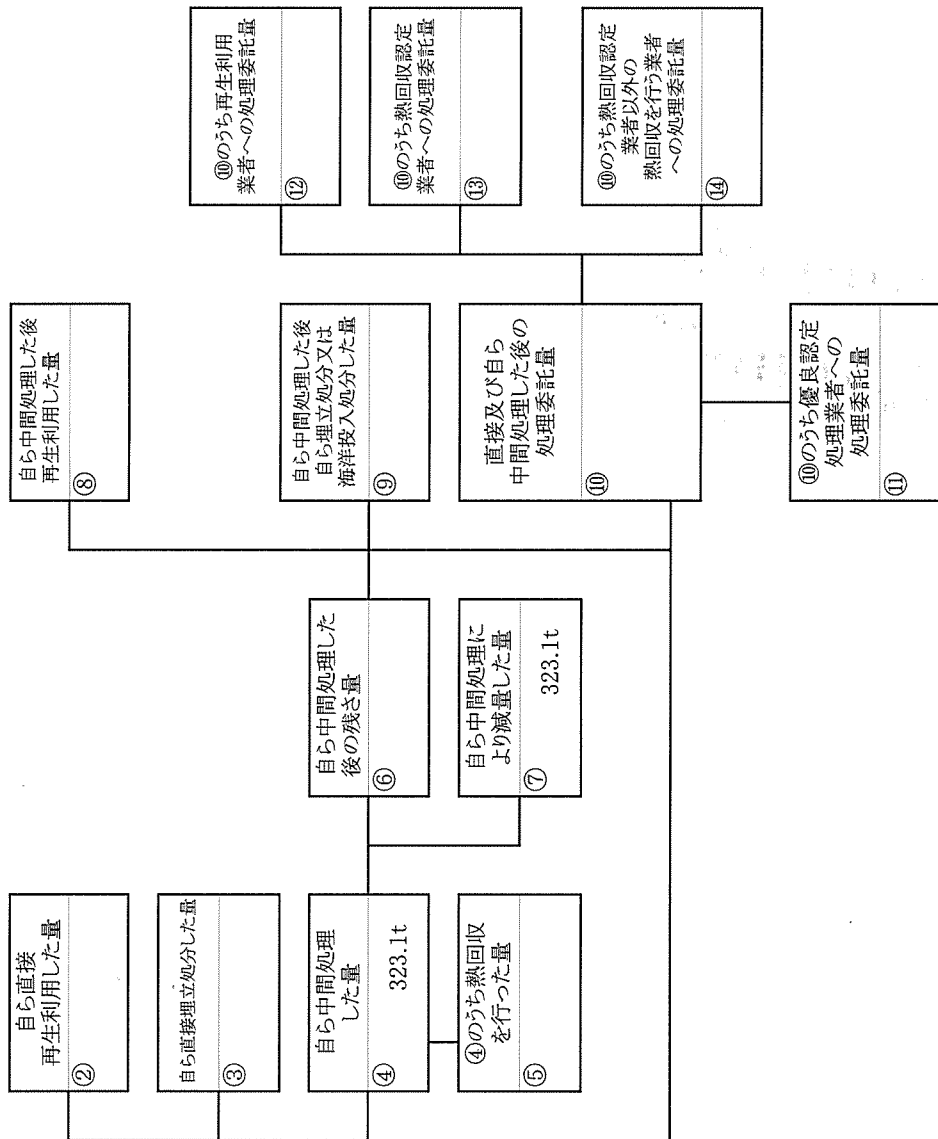 自ら直接
再生利用した量
②
自ら直接埋立処分した量
③
自ら中間処理
した量
④
323.1t
④のうち熱回収
を行った量
⑤
自ら中間処理した
後の残さ量
⑥
自ら中間処理に
より減量した量
⑦
323.1t
自ら中間処理した後
再生利用した量
⑧
自ら中間処理した後
自ら埋立処分又は
海洋投入処分した量
⑨
直接及び自ら
中間処理した後の
処理委託量
⑩
⑩のうち優良認定
処理業者への
処理委託量
⑪
⑩のうち再生利用
業者への処理委託量
⑫
⑩のうち熱回収認定
業者への処理委託量
⑬
⑩のうち熱回収認定
業者以外の
熱回収を行う業者
への処理委託量
⑭